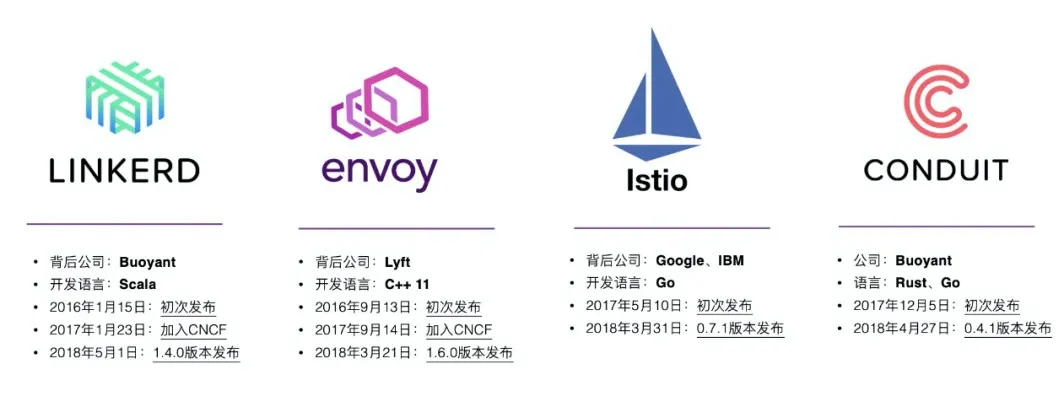 LINKERD
• 背后公司：Buoyant
• 开发语言：Scala
• 2016年1月15日：初次发布
• 2017年1月23日：加入CNCF
• 2018年5月1日：1.4.0版本发布
envoy
• 背后公司：Lyft
• 开发语言：C++ 11
• 2016年9月13日：初次发布
• 2017年9月14日：加入CNCF
• 2018年3月21日：1.6.0版本发布
Istio
• 背后公司：Google、IBM
• 开发语言：Go
• 2017年5月10日：初次发布
• 2018年3月31日：0.7.1版本发布
CONDUIT
• 公司：Buoyant
• 语言：Rust、Go
• 2017年12月5日：初次发布
• 2018年4月27日：0.4.1版本发布